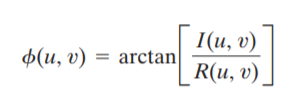 ϕ(u, v) = arctan[ I(u, v) / R(u, v) ]